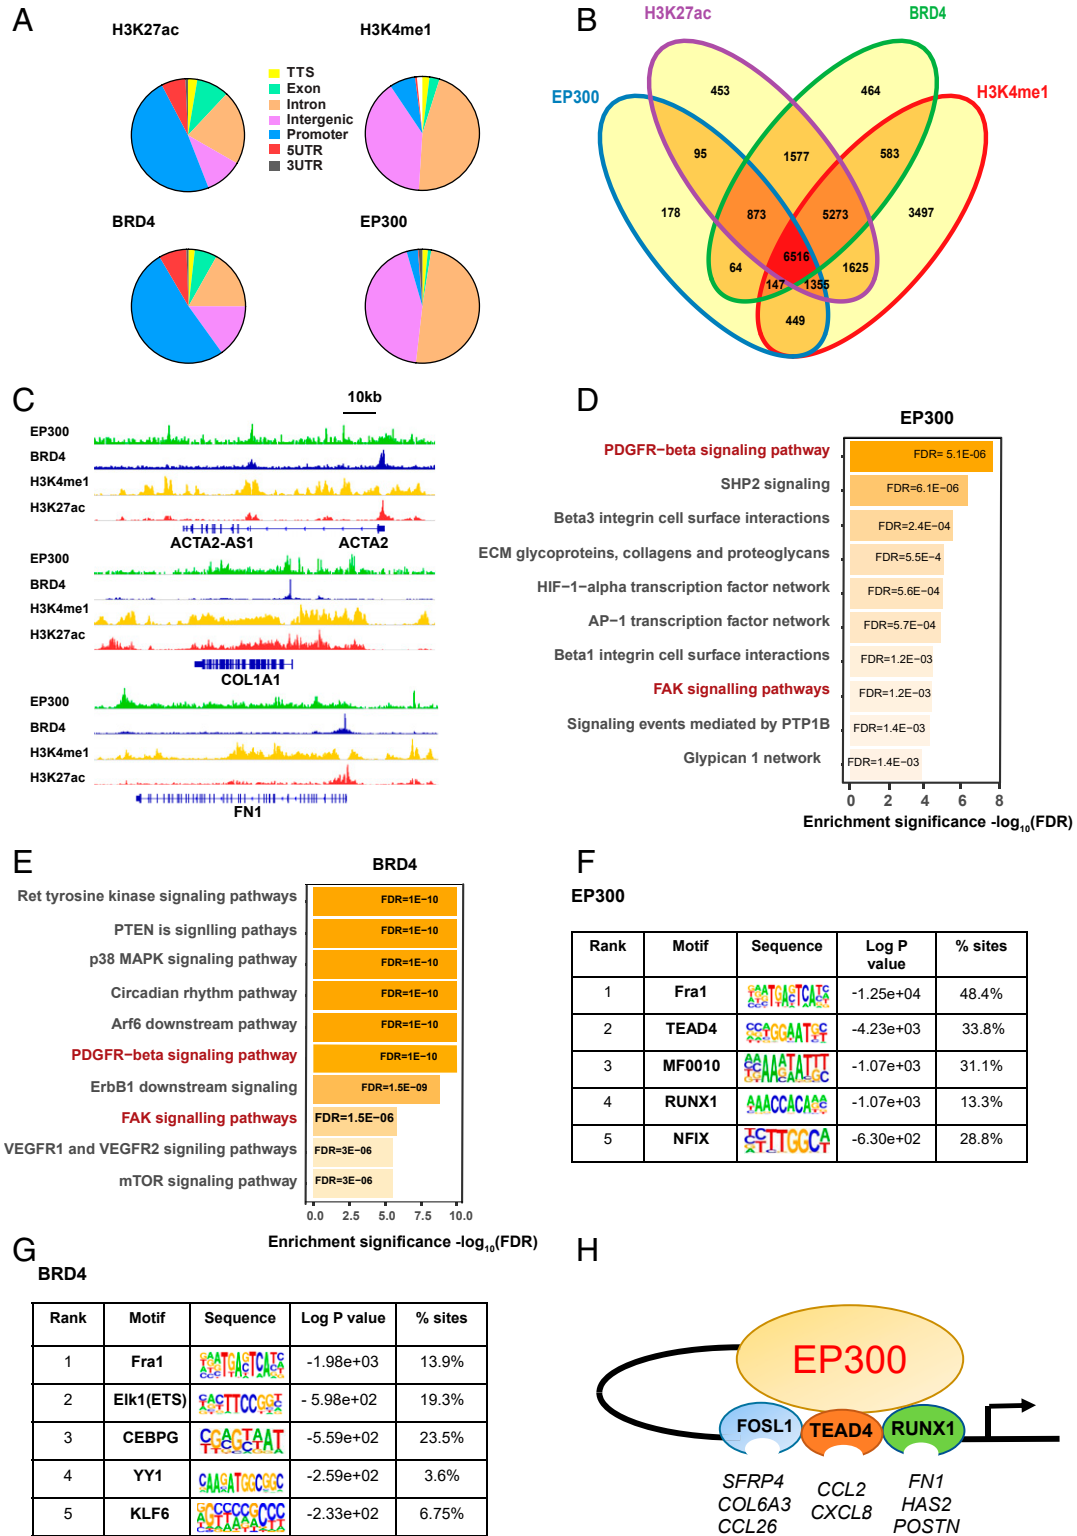 A
H3K27ac
H3K4me1
TTS
Exon
Intron
Intergenic
Promoter
5UTR
3UTR
BRD4
EP300
B
H3K27ac
BRD4
EP300
H3K4me1
453
464
95
1577
583
178
873
5273
3497
6516
64
1625
147
1355
449
C
10kb
EP300
BRD4
H3K4me1
H3K27ac
ACTA2-AS1
ACTA2
EP300
BRD4
H3K4me1
H3K27ac
COL1A1
EP300
BRD4
H3K4me1
H3K27ac
FN1
D
EP300
PDGFR−beta signaling pathway FDR= 5.1E-06
SHP2 signaling FDR=6.1E−06
Beta3 integrin cell surface interactions FDR=2.4E−04
ECM glycoproteins, collagens and proteoglycans FDR=5.5E−4
HIF−1−alpha transcription factor network FDR=5.6E−04
AP−1 transcription factor network FDR=5.7E−04
Beta1 integrin cell surface interactions FDR=1.2E−03
FAK signalling pathways FDR=1.2E−03
Signaling events mediated by PTP1B FDR=1.4E−03
Glypican 1 network FDR=1.4E−03
0 2 4 6 8
Enrichment significance -log10(FDR)
E
BRD4
Ret tyrosine kinase signaling pathways FDR=1E−10
PTEN is signlling pathays FDR=1E−10
p38 MAPK signaling pathway FDR=1E−10
Circadian rhythm pathway FDR=1E−10
Arf6 downstream pathway FDR=1E−10
PDGFR−beta signaling pathway FDR=1E−10
ErbB1 downstream signaling FDR=1.5E−09
FAK signalling pathways FDR=1.5E−06
VEGFR1 and VEGFR2 signiling pathways FDR=3E−06
mTOR signaling pathway FDR=3E−06
0.0 2.5 5.0 7.5 10.0
Enrichment significance -log10(FDR)
F
EP300
Rank Motif Sequence Log P value % sites
1 Fra1 -1.25e+04 48.4%
2 TEAD4 -4.23e+03 33.8%
3 MF0010 -1.07e+03 31.1%
4 RUNX1 -1.07e+03 13.3%
5 NFIX -6.30e+02 28.8%
G
BRD4
Rank Motif Sequence Log P value % sites
1 Fra1 -1.98e+03 13.9%
2 Elk1(ETS) - 5.98e+02 19.3%
3 CEBPG -5.59e+02 23.5%
4 YY1 -2.59e+02 3.6%
5 KLF6 -2.33e+02 6.75%
H
EP300
FOSL1
TEAD4
RUNX1
SFRP4
COL6A3
CCL26
CCL2
CXCL8
FN1
HAS2
POSTN